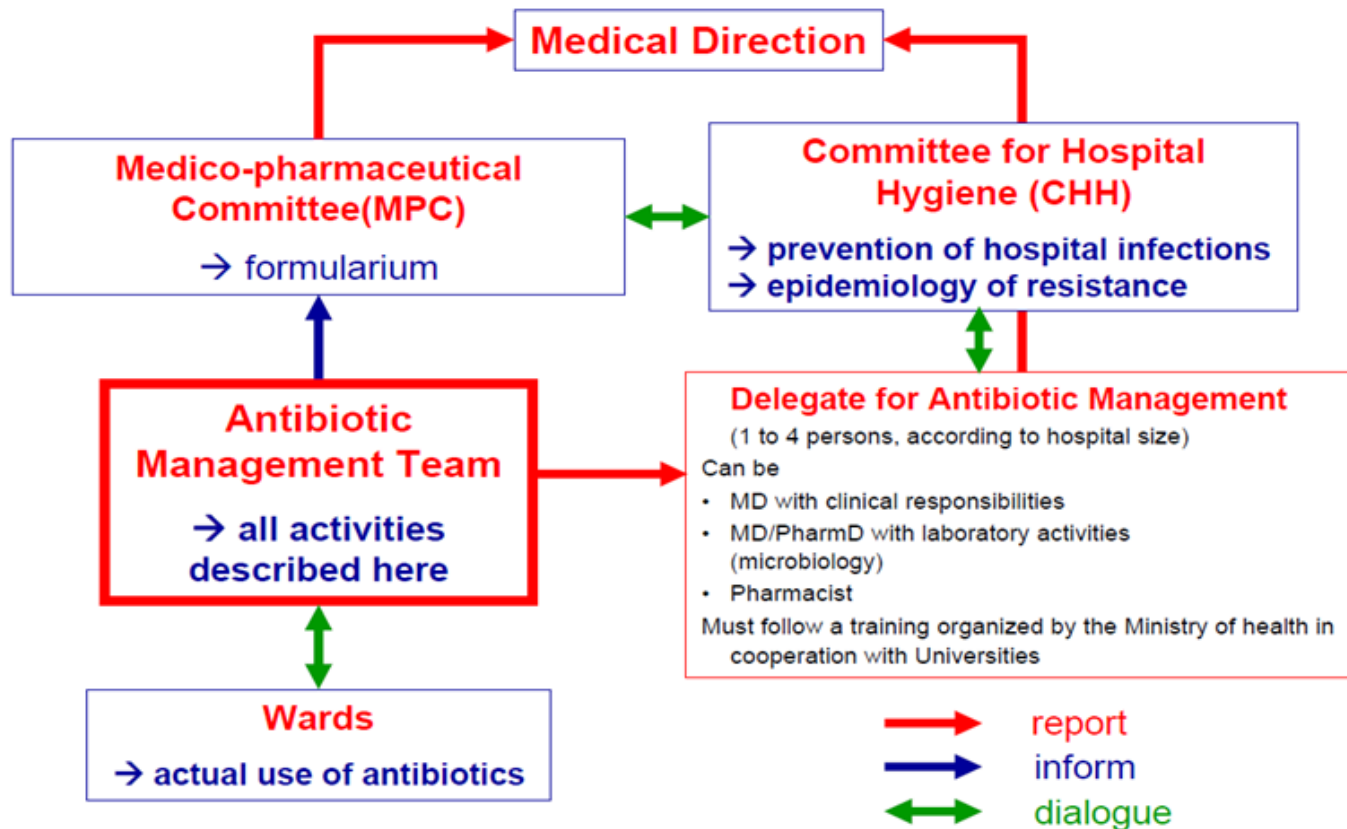 Medical Direction
Medico-pharmaceutical
Committee(MPC)
→ formularium
Committee for Hospital
Hygiene (CHH)
→ prevention of hospital infections
→ epidemiology of resistance
Antibiotic
Management Team
→ all activities
described here
Delegate for Antibiotic Management
(1 to 4 persons, according to hospital size)
Can be
• MD with clinical responsibilities
• MD/PharmD with laboratory activities
(microbiology)
• Pharmacist
Must follow a training organized by the Ministry of health in
cooperation with Universities
Wards
→ actual use of antibiotics
report
inform
dialogue